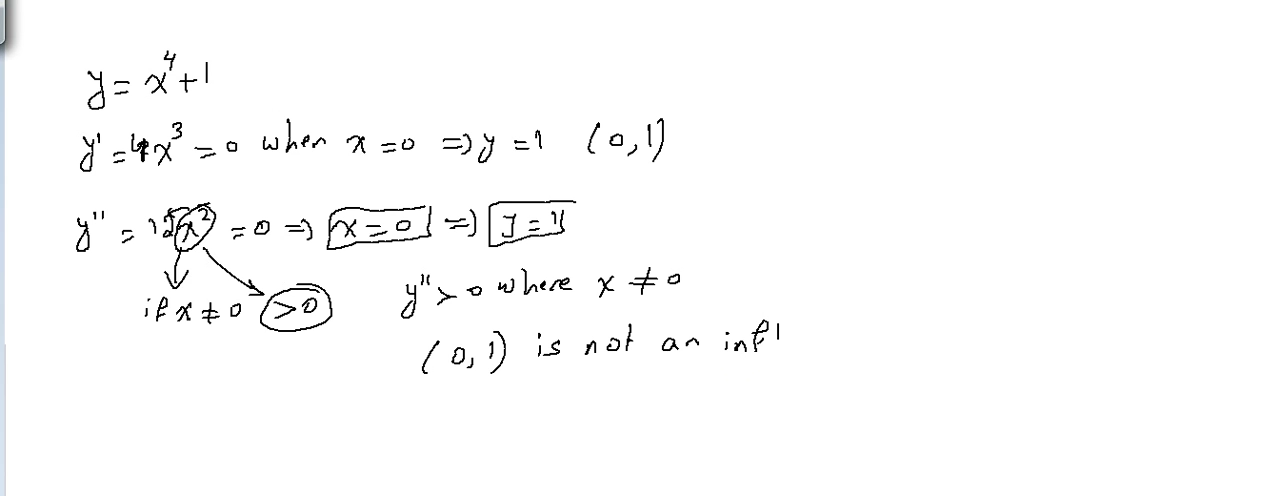 y = x⁴+1
y' = 4x³ = 0 when x = 0 ⇒ y = 1 (0,1)
y'' = 12x² = 0 ⇒ x = 0 ⇒ y = 1
if x ≠ 0 >0 y'' > 0 where x ≠ 0
(0,1) is not an infl